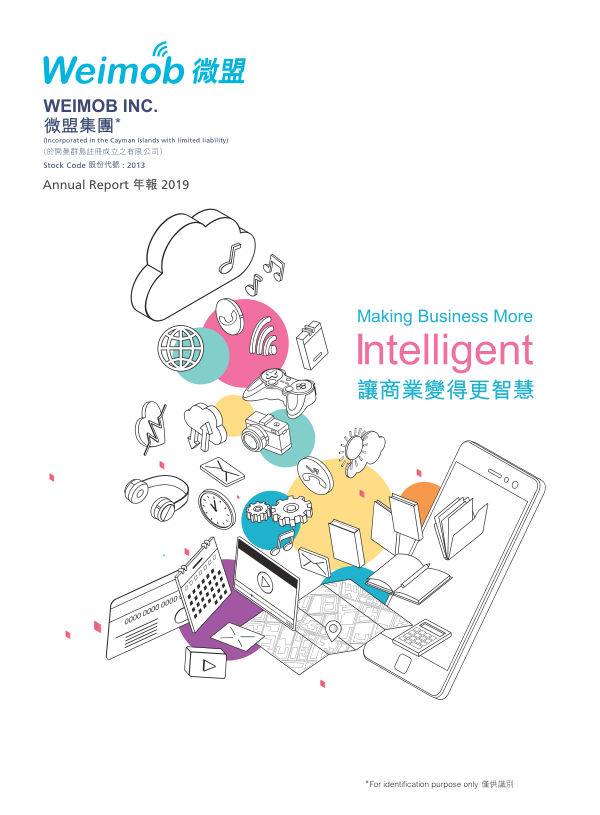 Weimob 微盟
WEIMOB INC.
微盟集團*
(Incorporated in the Cayman Islands with limited liability)
(於開曼群島註冊成立之有限公司)
Stock Code 股份代號 : 2013
Annual Report 年報 2019
Making Business More
Intelligent
讓商業變得更智慧
0000 0000 0000
*For identification purpose only 僅供識別